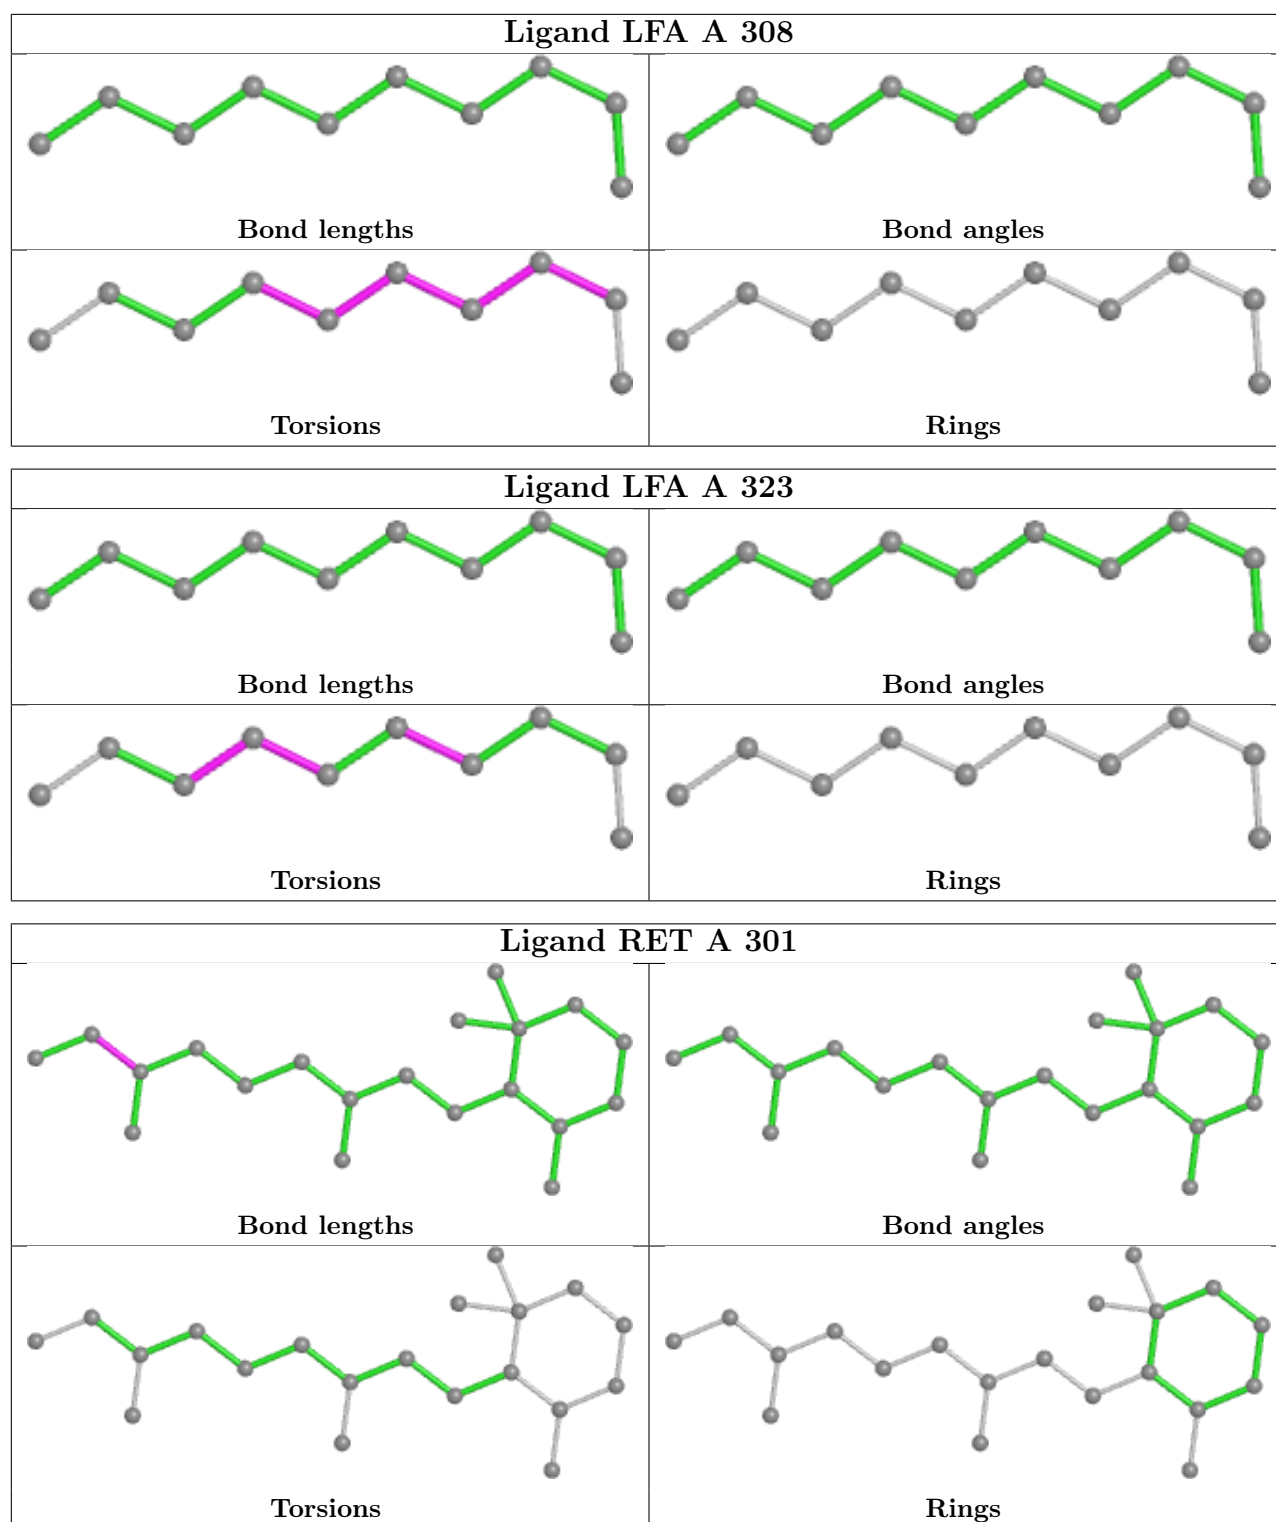 Ligand LFA A 308
Bond lengths
Bond angles
Torsions
Rings
Ligand LFA A 323
Bond lengths
Bond angles
Torsions
Rings
Ligand RET A 301
Bond lengths
Bond angles
Torsions
Rings